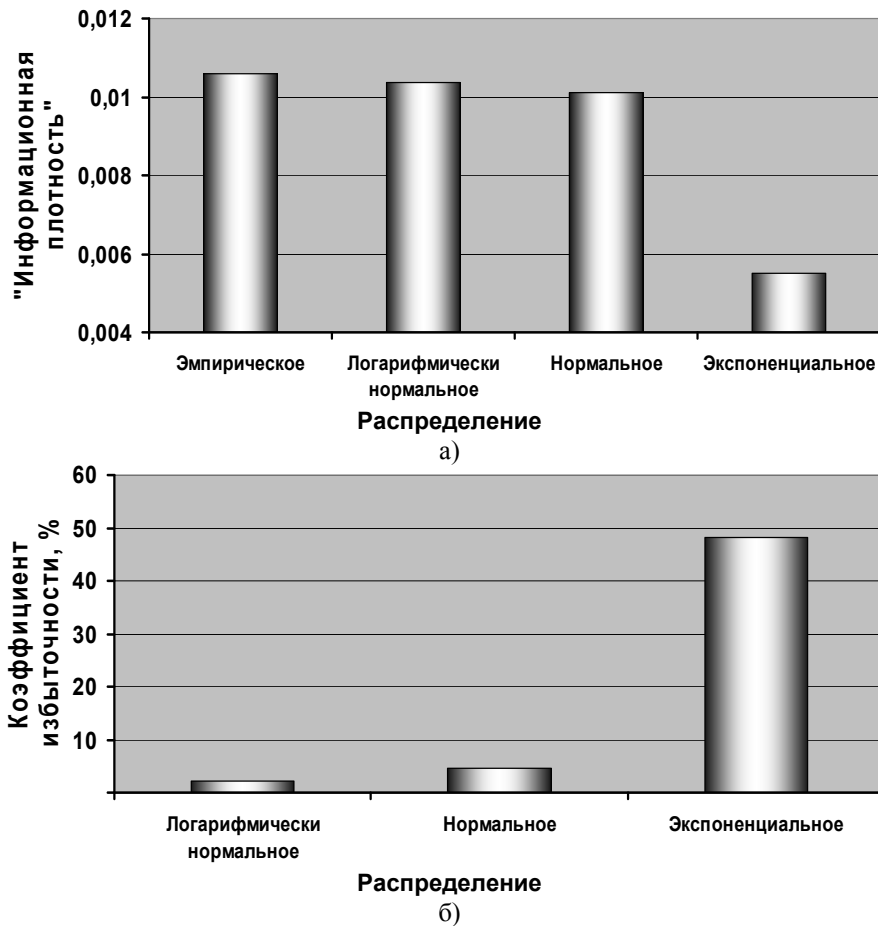 "Информационная
плотность"
0,012
0,01
0,008
0,006
0,004
Эмпирическое
Логарифмически
нормальное
Нормальное
Экспоненциальное
Распределение
а)
Коэффициент
избыточности, %
60
50
40
30
20
10
Логарифмически
нормальное
Нормальное
Экспоненциальное
Распределение
б)